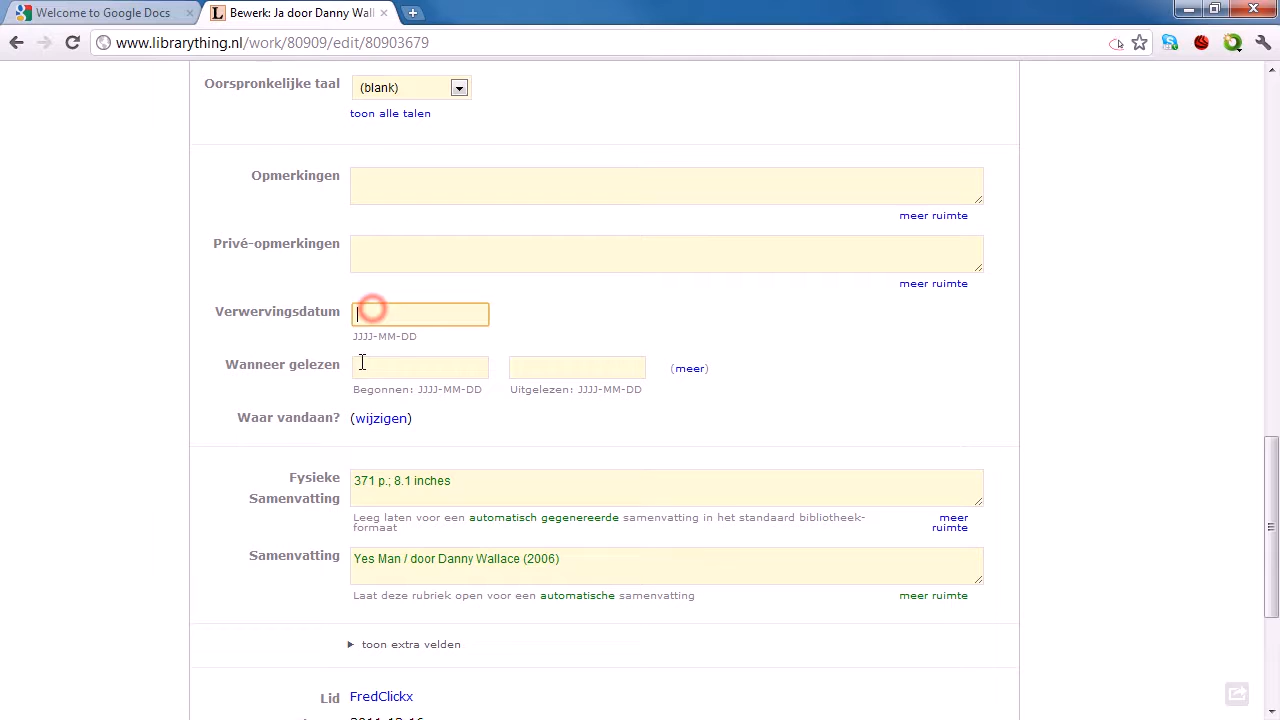 Welcome to Google Docs
Bewerk: Ja door Danny Wall
www.librarything.nl/work/80909/edit/80903679
Oorspronkelijke taal
(blank)
toon alle talen
Opmerkingen
meer ruimte
Privé-opmerkingen
meer ruimte
Verwervingsdatum
JJJJ-MM-DD
Wanneer gelezen
(meer)
Begonnen: JJJJ-MM-DD
Uitgelezen: JJJJ-MM-DD
Waar vandaan?
(wijzigen)
Fysieke
Samenvatting
371 p.; 8.1 inches
Leeg laten voor een automatisch gegenereerde samenvatting in het standaard bibliotheek-
formaat
meer
ruimte
Samenvatting
Yes Man / door Danny Wallace (2006)
Laat deze rubriek open voor een automatische samenvatting
meer ruimte
toon extra velden
Lid
FredClickx
2011-12-16